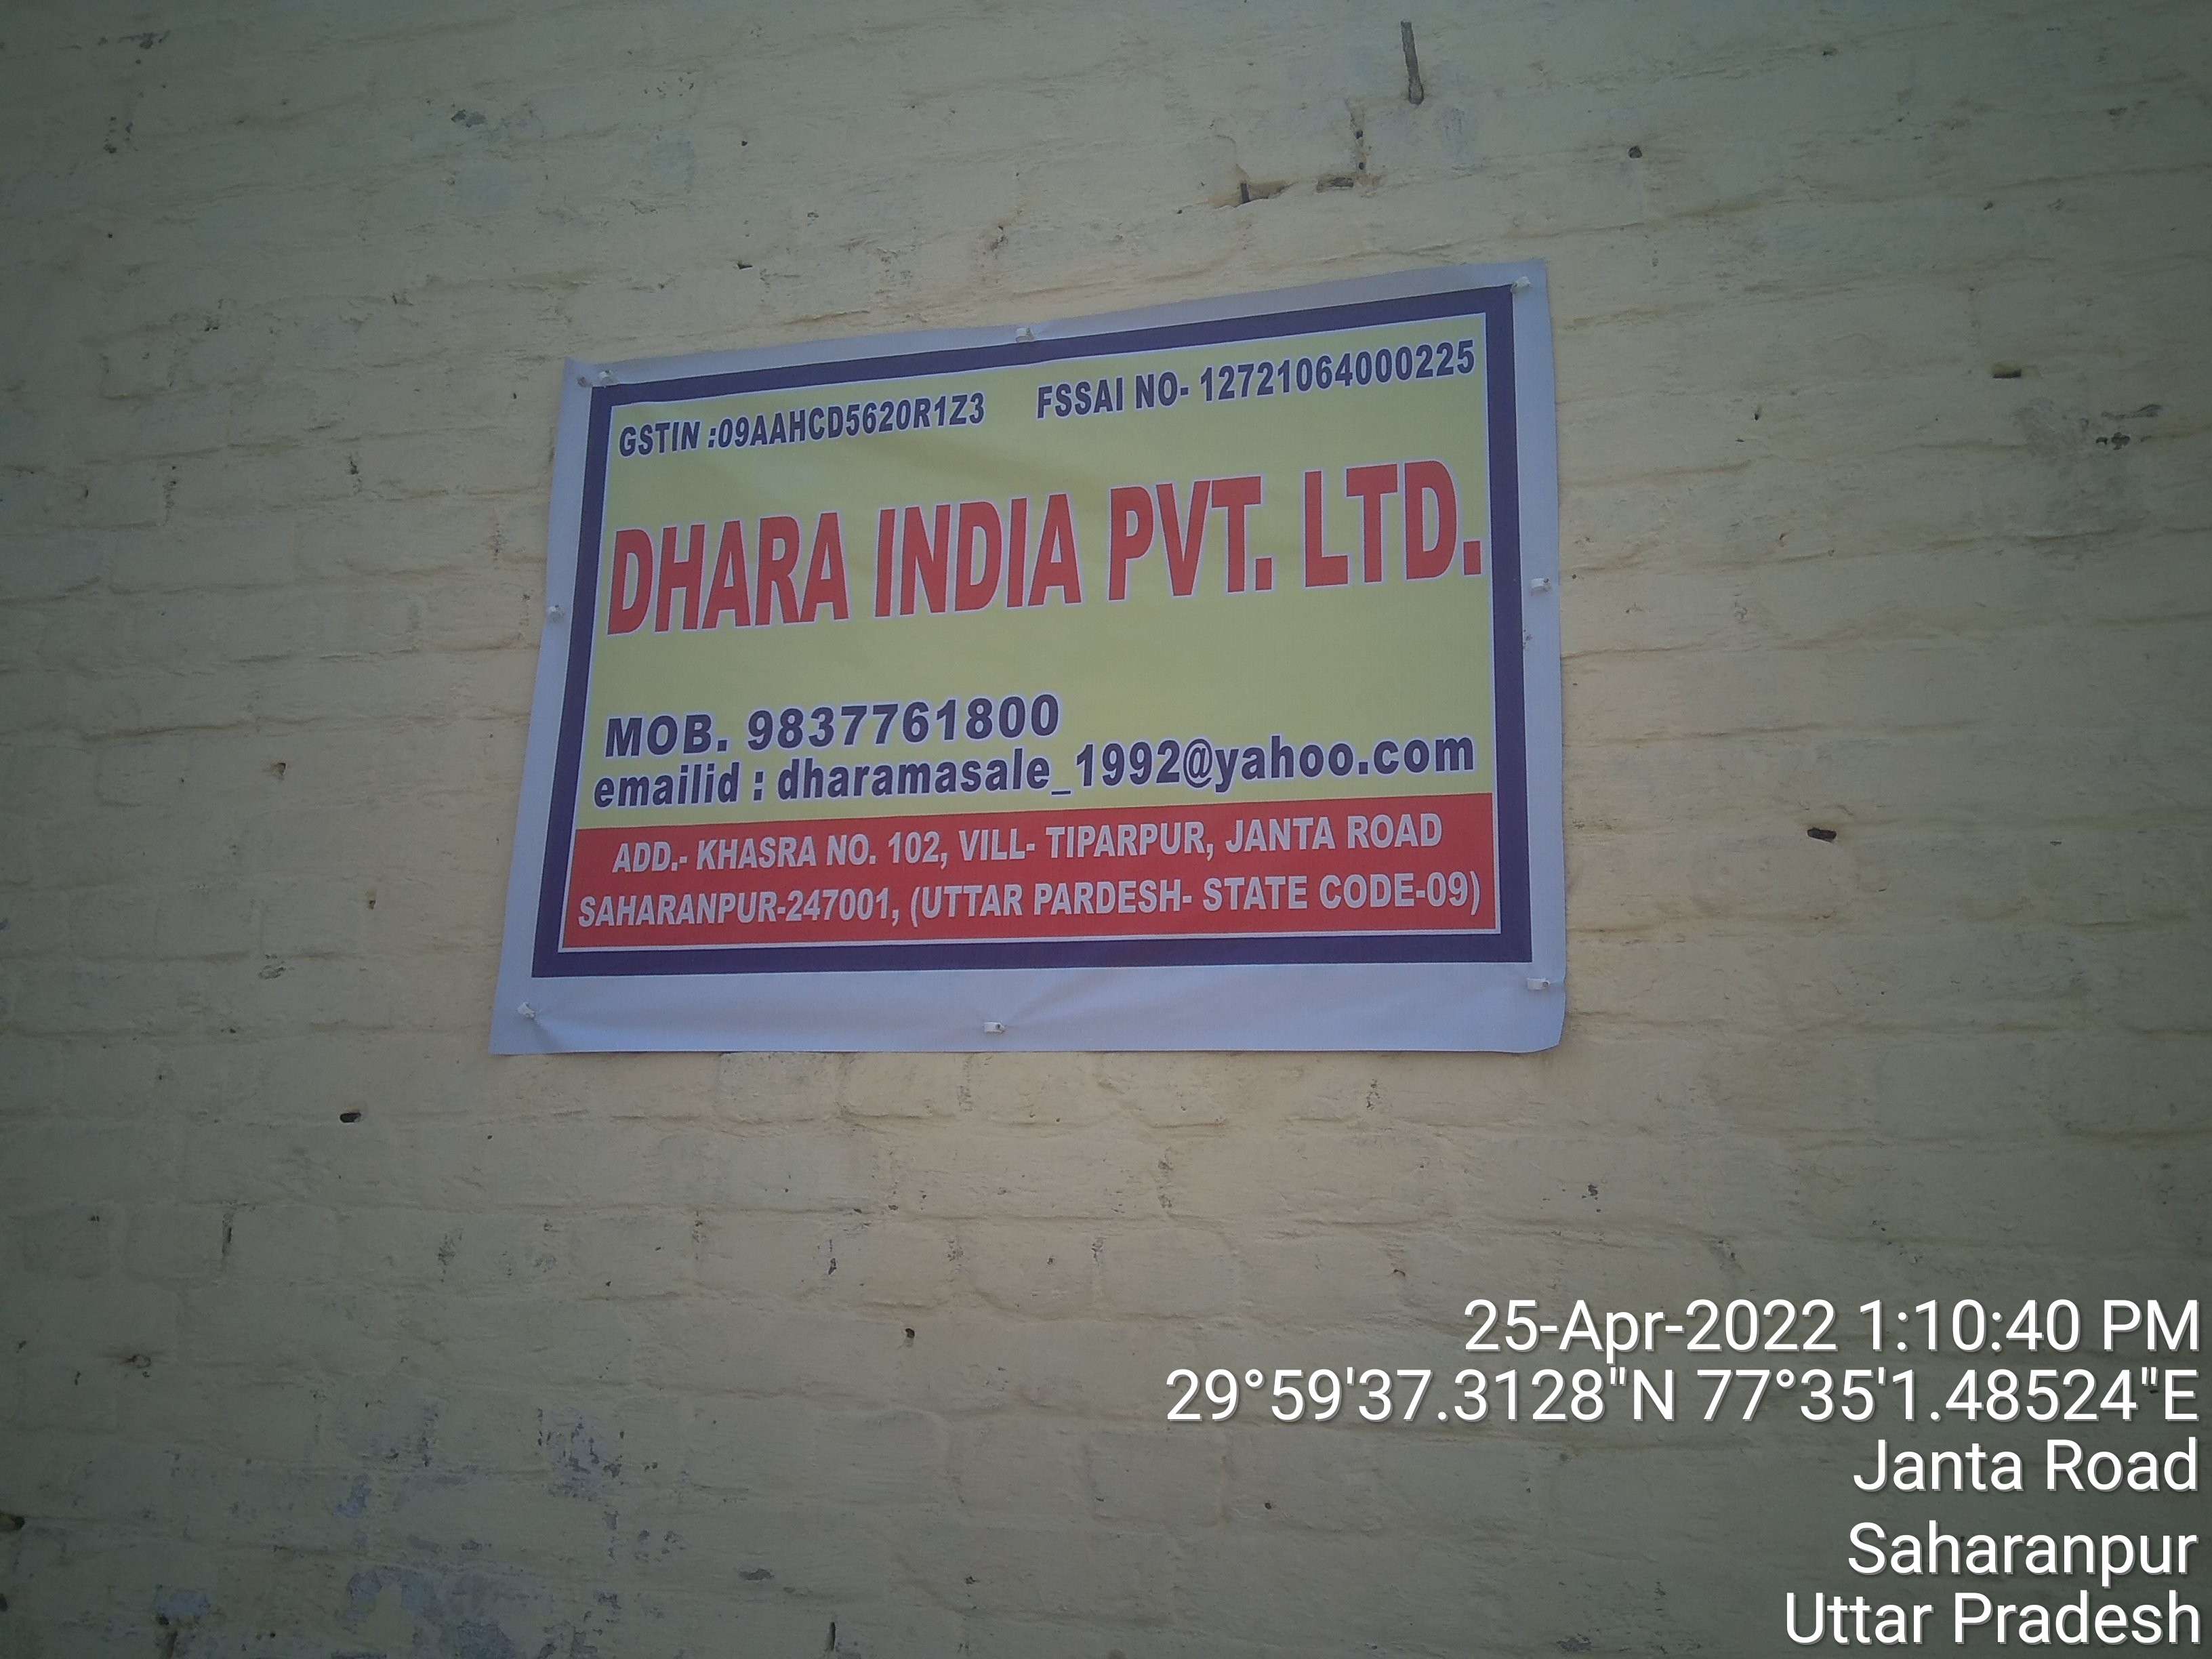 GSTIN :09AAHCD5620R1Z3 FSSAI NO- 12721064000225
DHARA INDIA PVT. LTD.
MOB. 9837761800
emailid : dharamasale_1992@yahoo.com
ADD.- KHASRA NO. 102, VILL- TIPARPUR, JANTA ROAD
SAHARANPUR-247001, (UTTAR PARDESH- STATE CODE-09)
25-Apr-2022 1:10:40 PM
29°59'37.3128"N 77°35'1.48524"E
Janta Road
Saharanpur
Uttar Pradesh